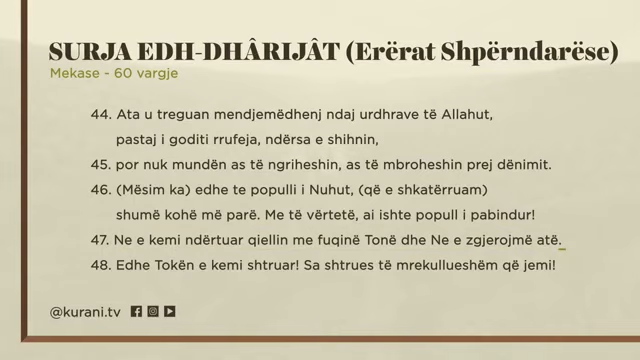 SURJA EDH-DHÂRIJÂT (Erërat Shpërndarëse)
Mekase - 60 vargje
44. Ata u treguan mendjemëdhenj ndaj urdhrave të Allahut,
pastaj i goditi rrufeja, ndërsa e shihnin,
45. por nuk mundën as të ngriheshin, as të mbroheshin prej dënimit.
46. (Mësim ka) edhe te populli i Nuhut, (që e shkatërruam)
shumë kohë më parë. Me të vërtetë, ai ishte popull i pabindur!
47. Ne e kemi ndërtuar qiellin me fuqinë Tonë dhe Ne e zgjerojmë atë.
48. Edhe Tokën e kemi shtruar! Sa shtrues të mrekullueshëm që jemi!
@kurani.tv